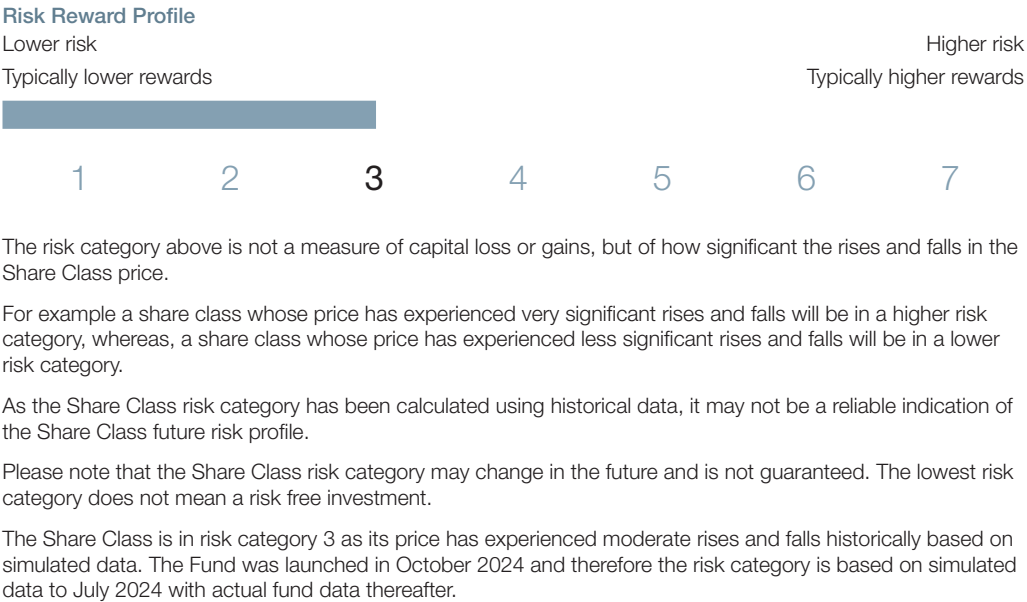 Risk Reward Profile
Lower risk
Higher risk
Typically lower rewards
Typically higher rewards
1 2 3 4 5 6 7
The risk category above is not a measure of capital loss or gains, but of how significant the rises and falls in the
Share Class price.
For example a share class whose price has experienced very significant rises and falls will be in a higher risk
category, whereas, a share class whose price has experienced less significant rises and falls will be in a lower
risk category.
As the Share Class risk category has been calculated using historical data, it may not be a reliable indication of
the Share Class future risk profile.
Please note that the Share Class risk category may change in the future and is not guaranteed. The lowest risk
category does not mean a risk free investment.
The Share Class is in risk category 3 as its price has experienced moderate rises and falls historically based on
simulated data. The Fund was launched in October 2024 and therefore the risk category is based on simulated
data to July 2024 with actual fund data thereafter.